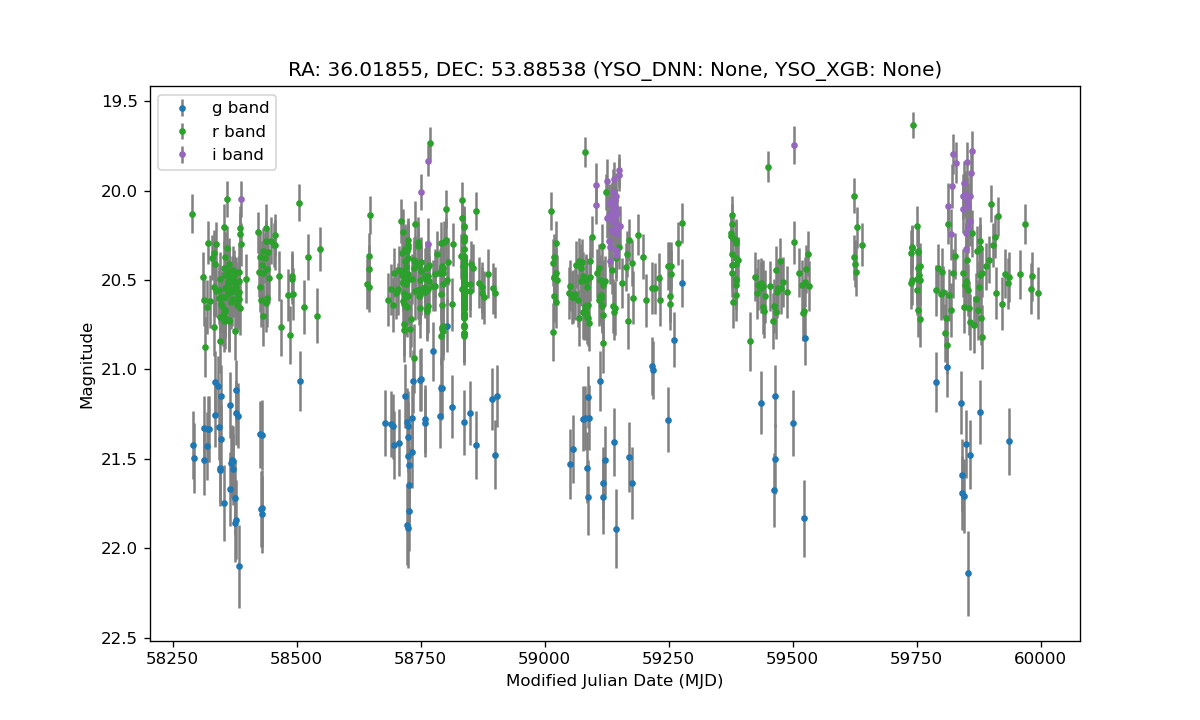 RA: 36.01855, DEC: 53.88538 (YSO_DNN: None, YSO_XGB: None)
g band
r band
i band
19.5
20.0
20.5
21.0
21.5
22.0
22.5
Magnitude
58250 58500 58750 59000 59250 59500 59750 60000
Modified Julian Date (MJD)